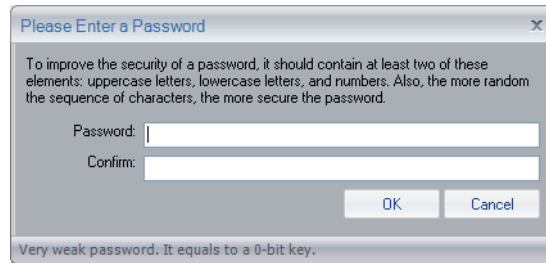 Please Enter a Password
To improve the security of a password, it should contain at least two of these
elements: uppercase letters, lowercase letters, and numbers. Also, the more random
the sequence of characters, the more secure the password.
Password:
Confirm:
OK Cancel
Very weak password. It equals to a 0-bit key.